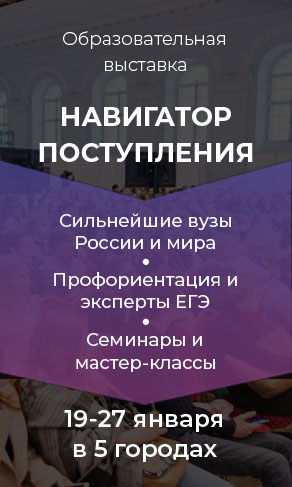 Образовательная
выставка
НАВИГАТОР
ПОСТУПЛЕНИЯ
Сильнейшие вузы
России и мира
•
Профориентация и
эксперты ЕГЭ
•
Семинары и
мастер-классы
19-27 января
в 5 городах